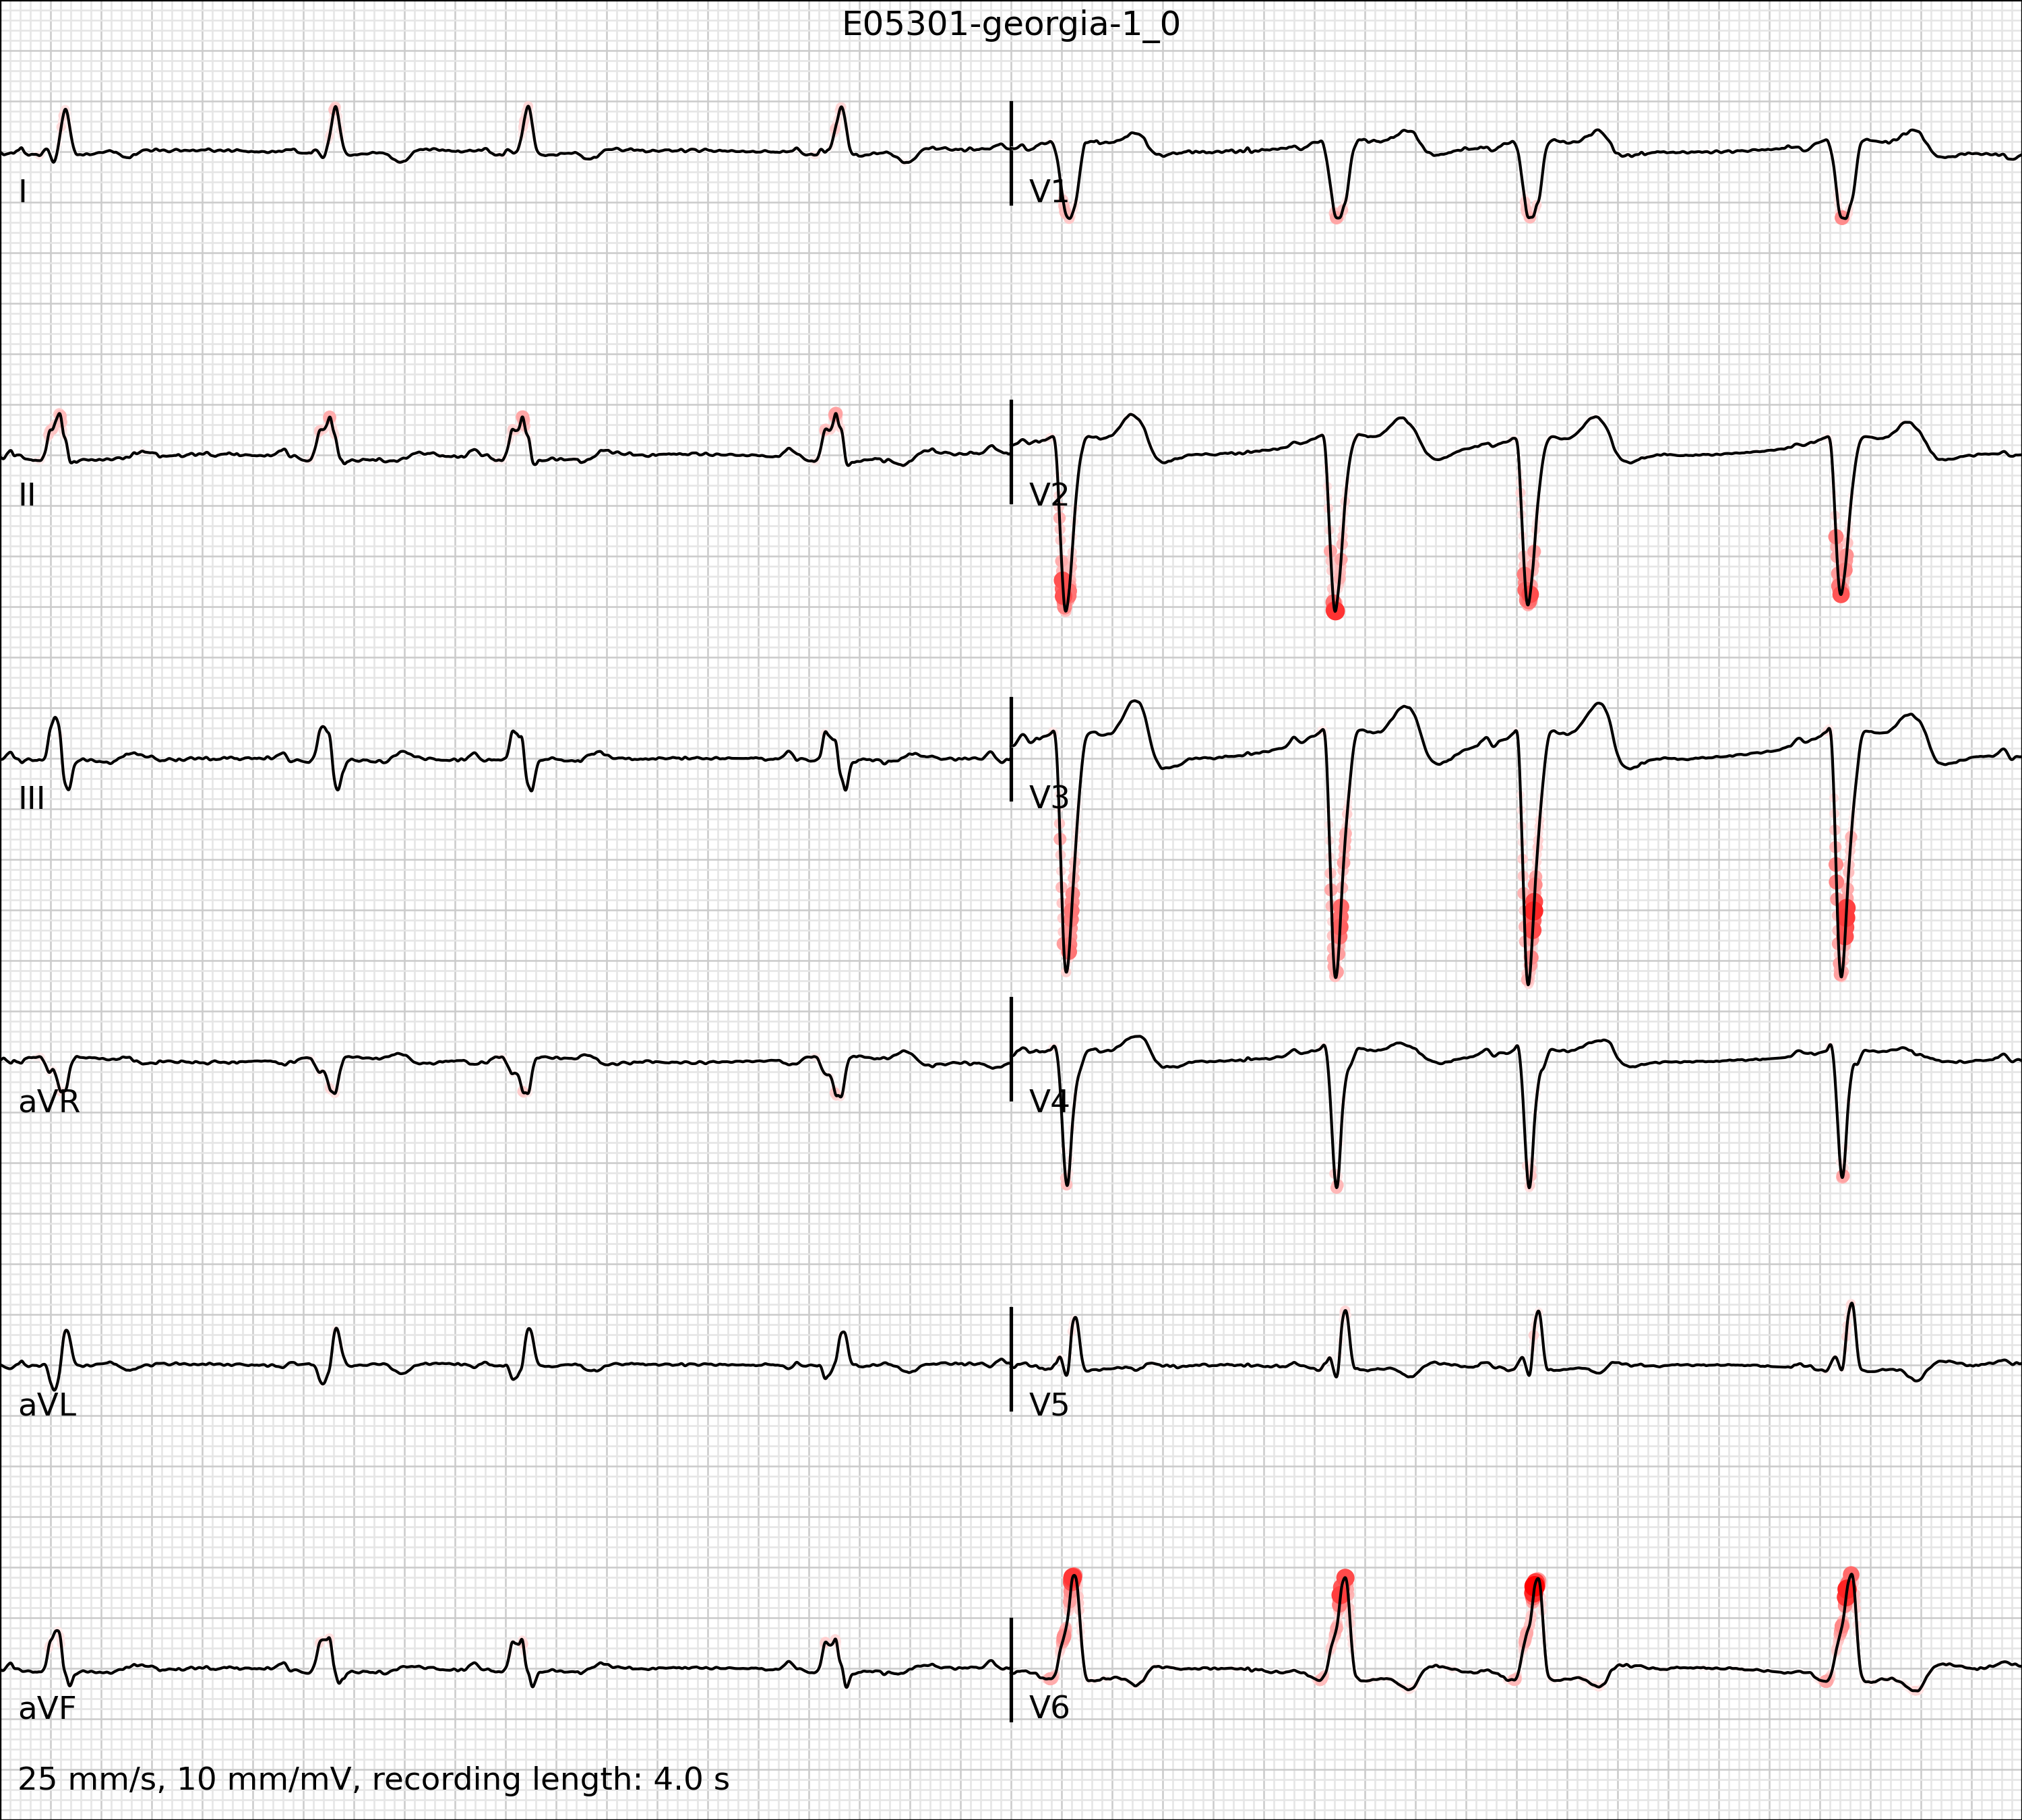 E05301-georgia-1_0
I
V1
II
V2
III
V3
aVR
V4
aVL
V5
aVF
V6
25 mm/s, 10 mm/mV, recording length: 4.0 s